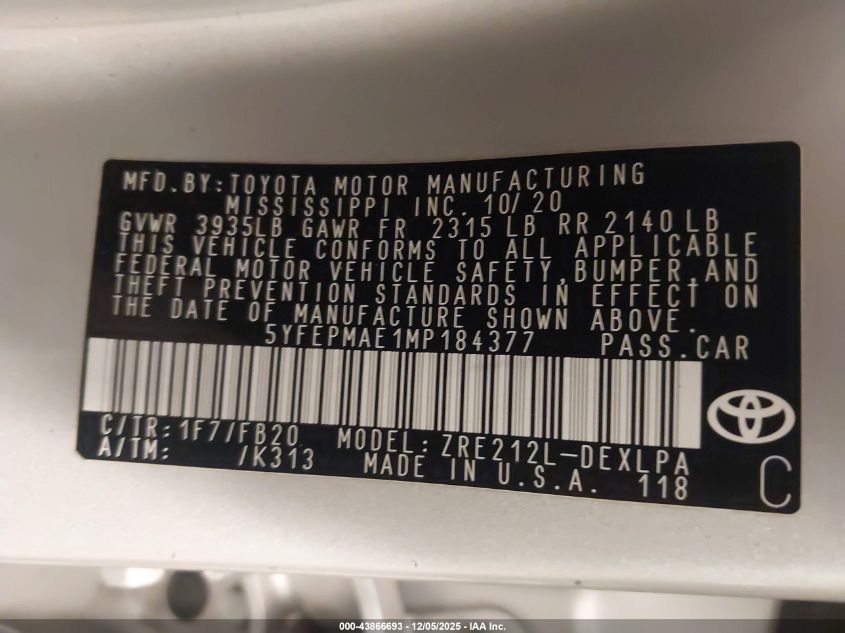 MFD.BY:TOYOTA MOTOR MANUFACTURING
MISSISSIPPI INC. 10/20
GVWR 3935LB GAWR FR 2315 LB RR 2140 LB
THIS VEHICLE CONFORMS TO ALL APPLICABLE
FEDERAL MOTOR VEHICLE SAFETY,BUMPER,AND
THEFT PREVENTION STANDARDS IN EFFECT ON
THE DATE OF MANUFACTURE SHOWN ABOVE.
5YFEPMAE1MP184377 PASS.CAR
C/TR:1F7/FB20 MODEL:ZRE212L-DEXLPA
A/TM: /K313 MADE IN U.S.A. 118
C
000-43866693 - 12/05/2025 - IAA Inc.